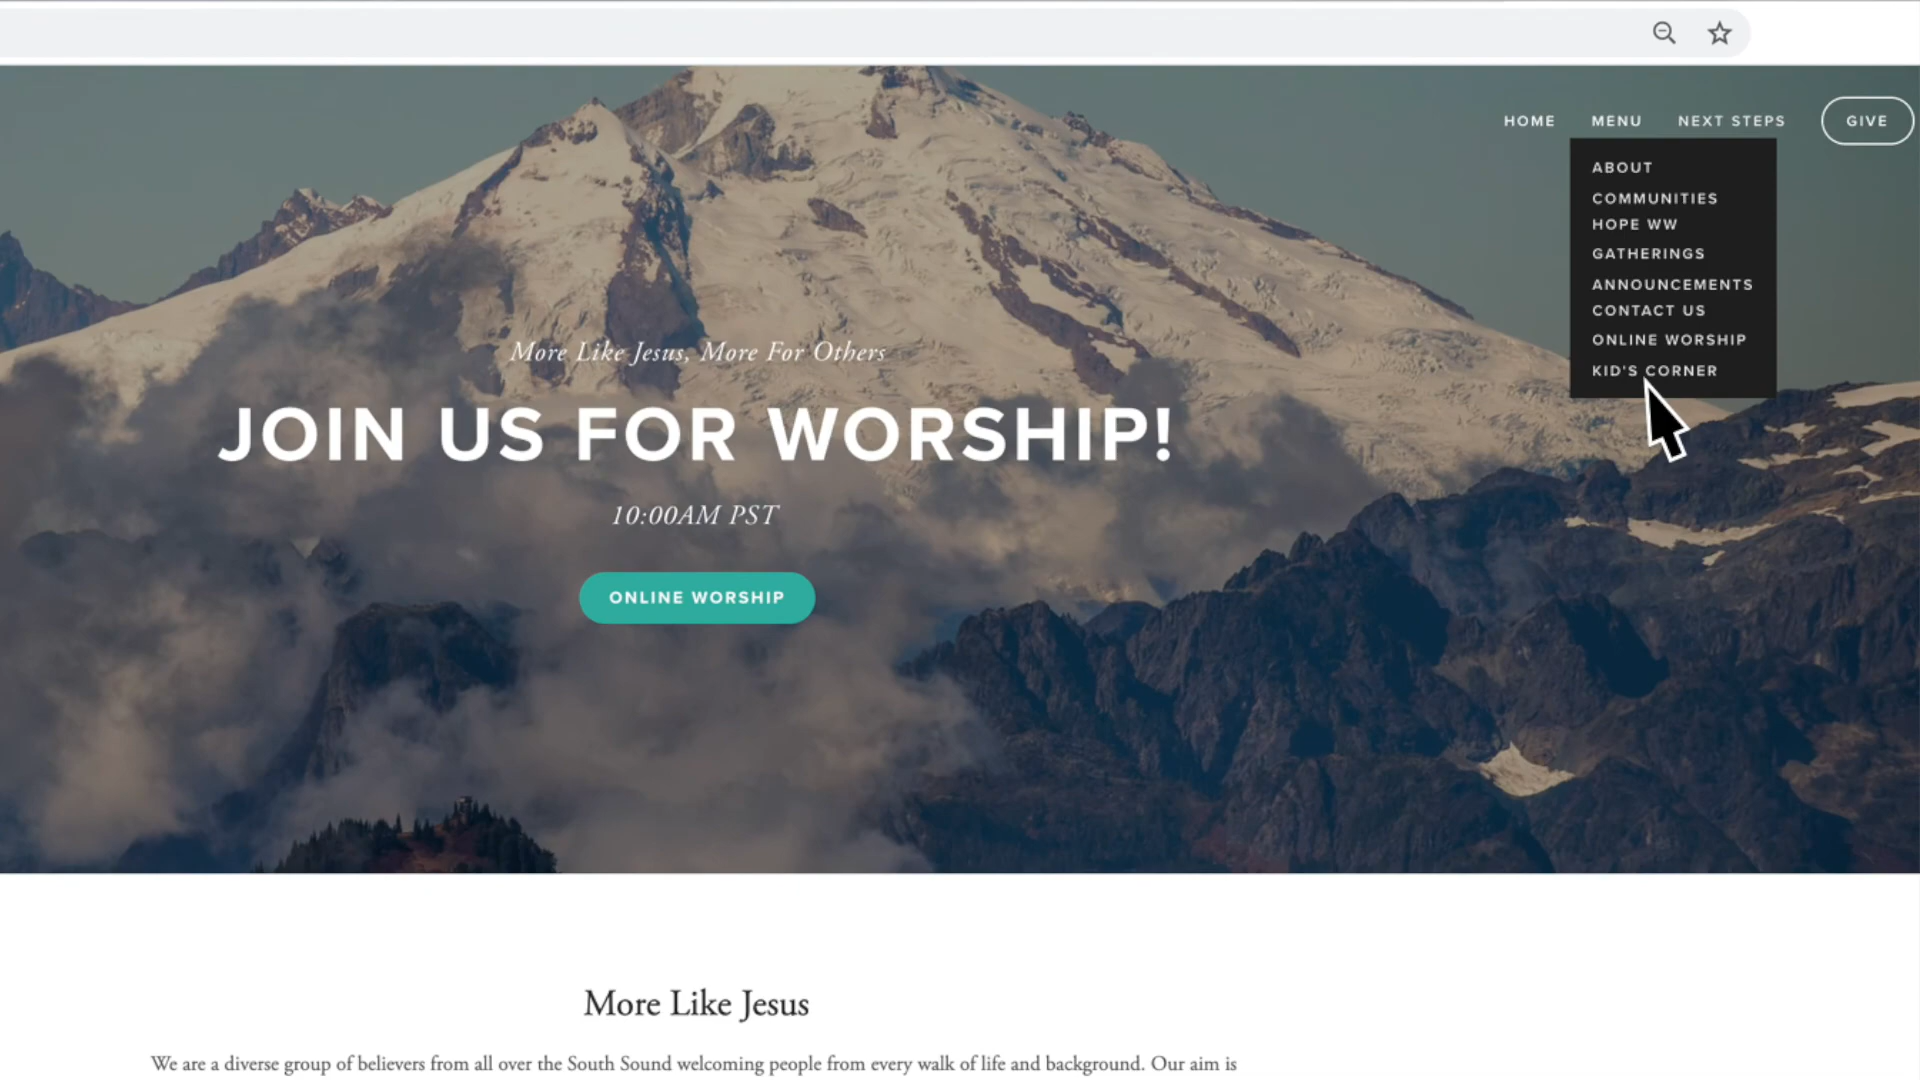 HOME MENU NEXT STEPS GIVE
ABOUT
COMMUNITIES
HOPE WW
GATHERINGS
ANNOUNCEMENTS
CONTACT US
ONLINE WORSHIP
KID'S CORNER
More Like Jesus, More For Others
JOIN US FOR WORSHIP!
10:00AM PST
ONLINE WORSHIP
More Like Jesus
We are a diverse group of believers from all over the South Sound welcoming people from every walk of life and background. Our aim is